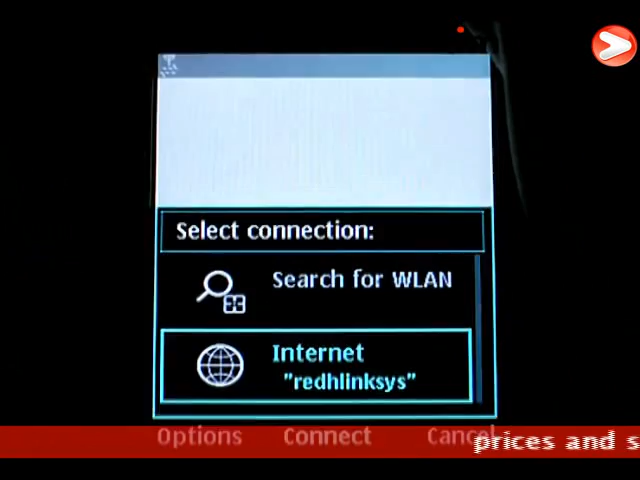 Select connection:
Search for WLAN
Internet
"redhlinksys"
Options Connect Cancel
prices and s